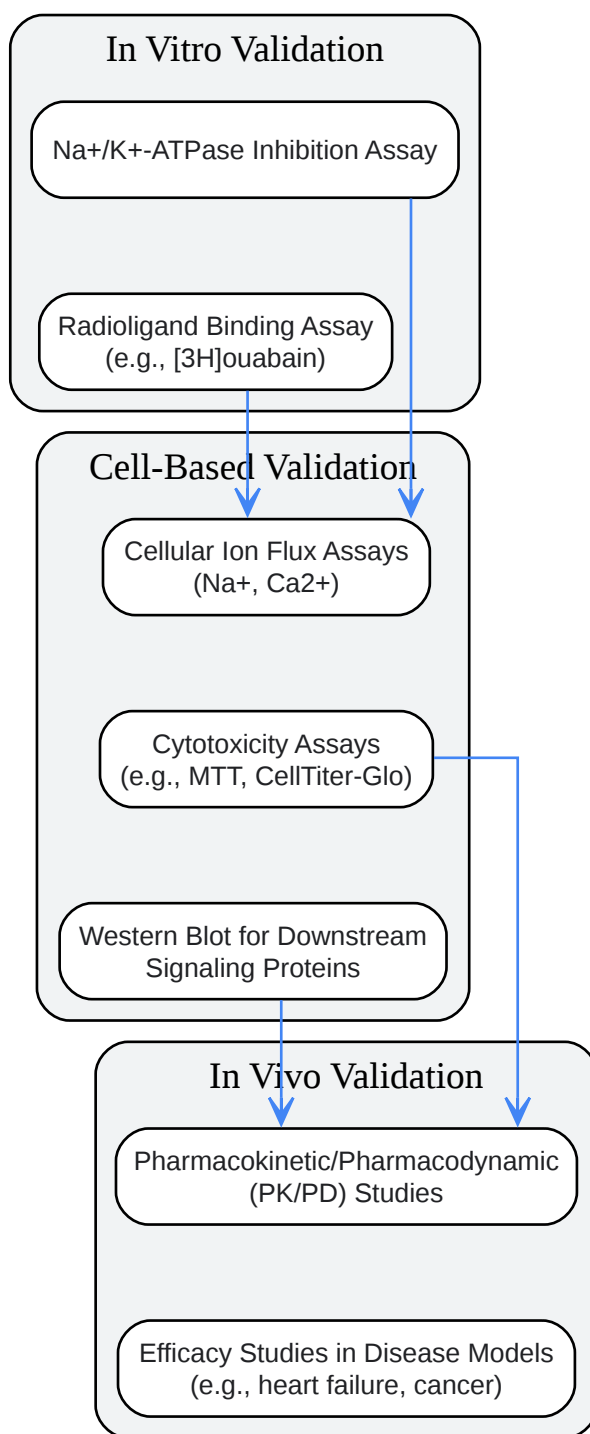 In Vitro Validation
Na+/K+-ATPase Inhibition Assay
Radioligand Binding Assay
(e.g., [3H]ouabain)
Cell-Based Validation
Cellular Ion Flux Assays
(Na+, Ca2+)
Cytotoxicity Assays
(e.g., MTT, CellTiter-Glo)
Western Blot for Downstream
Signaling Proteins
In Vivo Validation
Pharmacokinetic/Pharmacodynamic
(PK/PD) Studies
Efficacy Studies in Disease Models
(e.g., heart failure, cancer)